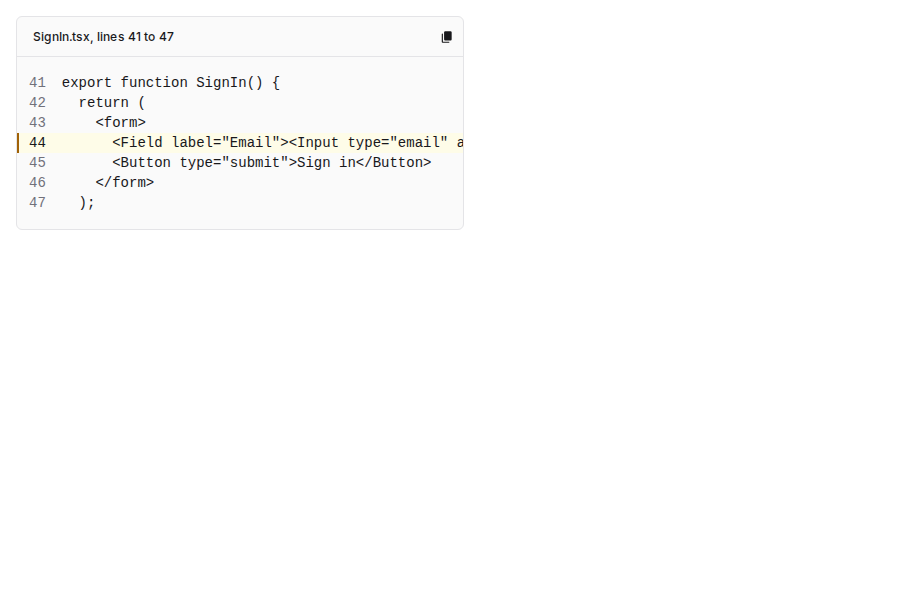 SignIn.tsx, lines 41 to 47
41 export function SignIn() {
42   return (
43     <form>
44       <Field label="Email"><Input type="email" a
45       <Button type="submit">Sign in</Button>
46     </form>
47   );